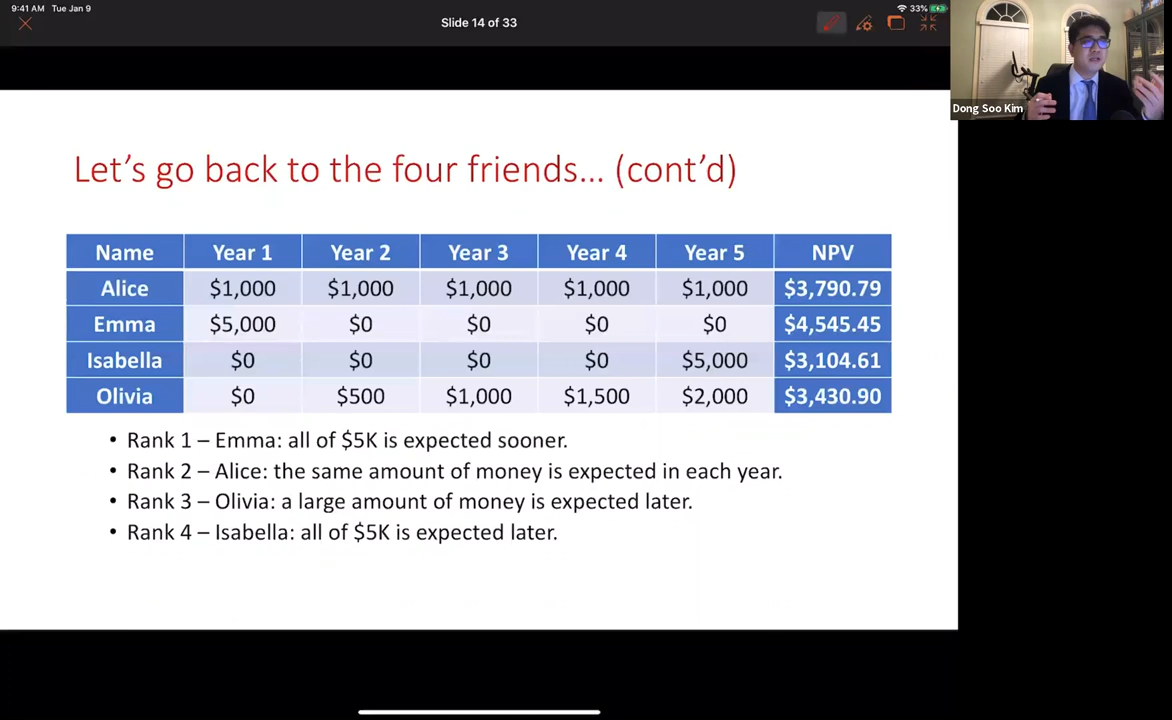 9:41 AM Tue Jan 9
33%
Slide 14 of 33
Dong Soo Kim
Let's go back to the four friends... (cont'd)
Name Year 1 Year 2 Year 3 Year 4 Year 5 NPV
Alice $1,000 $1,000 $1,000 $1,000 $1,000 $3,790.79
Emma $5,000 $0 $0 $0 $0 $4,545.45
Isabella $0 $0 $0 $0 $5,000 $3,104.61
Olivia $0 $500 $1,000 $1,500 $2,000 $3,430.90
• Rank 1 – Emma: all of $5K is expected sooner.
• Rank 2 – Alice: the same amount of money is expected in each year.
• Rank 3 – Olivia: a large amount of money is expected later.
• Rank 4 – Isabella: all of $5K is expected later.